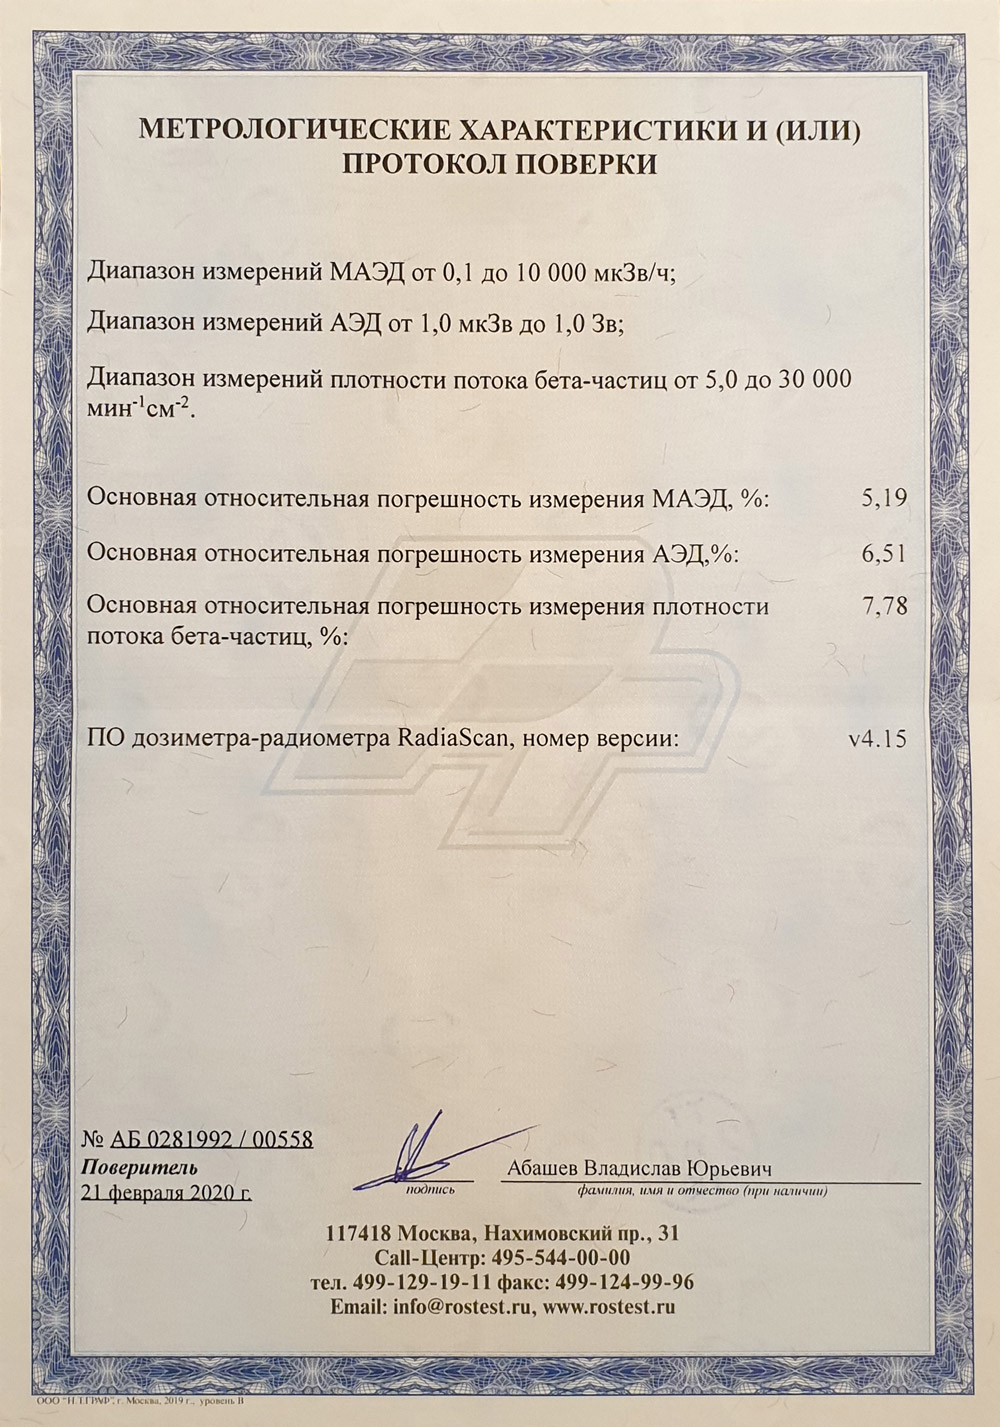 МЕТРОЛОГИЧЕСКИЕ ХАРАКТЕРИСТИКИ И (ИЛИ)
ПРОТОКОЛ ПОВЕРКИ
Диапазон измерений МАЭД от 0,1 до 10 000 мкЗв/ч;
Диапазон измерений АЭД от 1,0 мкЗв до 1,0 Зв;
Диапазон измерений плотности потока бета-частиц от 5,0 до 30 000
мин⁻¹см⁻².
Основная относительная погрешность измерения МАЭД, %: 5,19
Основная относительная погрешность измерения АЭД,%: 6,51
Основная относительная погрешность измерения плотности 7,78
потока бета-частиц, %:
ПО дозиметра-радиометра RadiaScan, номер версии: v4.15
№ АБ 0281992 / 00558
Поверитель
Абашев Владислав Юрьевич
21 февраля 2020 г.
подпись
фамилия, имя и отчество (при наличии)
117418 Москва, Нахимовский пр., 31
Call-Центр: 495-544-00-00
тел. 499-129-19-11 факс: 499-124-99-96
Email: info@rostest.ru, www.rostest.ru
ООО "Н.Т.ГРАФ", г. Москва, 2019 г., уровень В